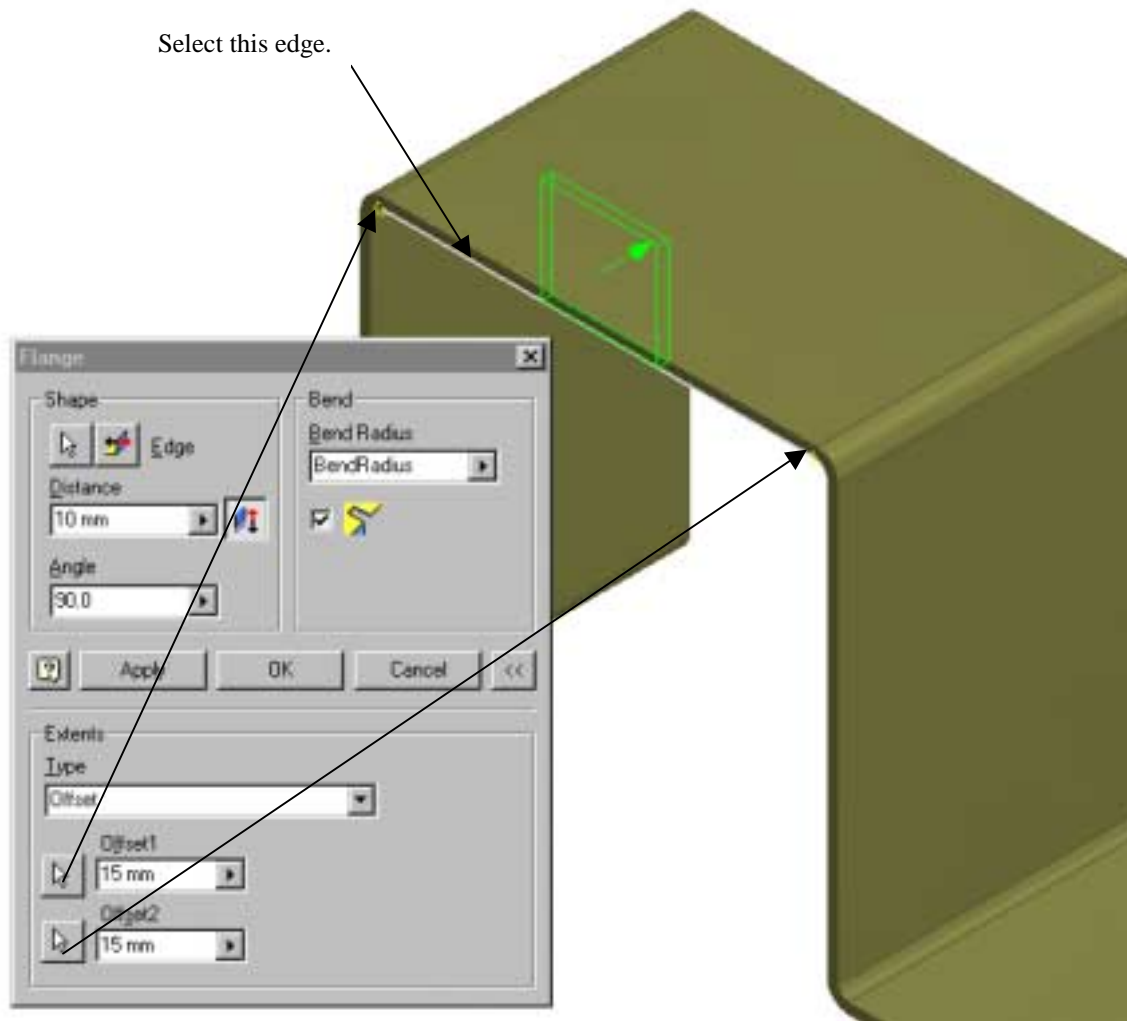 Select this edge.
Flange
Shape
Edge
Distance
10 mm
Angle
90.0
Bend
Bend Radius
BendRadius
Apply
OK
Cancel
<<
Extents
Type
Offset
Offset1
15 mm
Offset2
15 mm